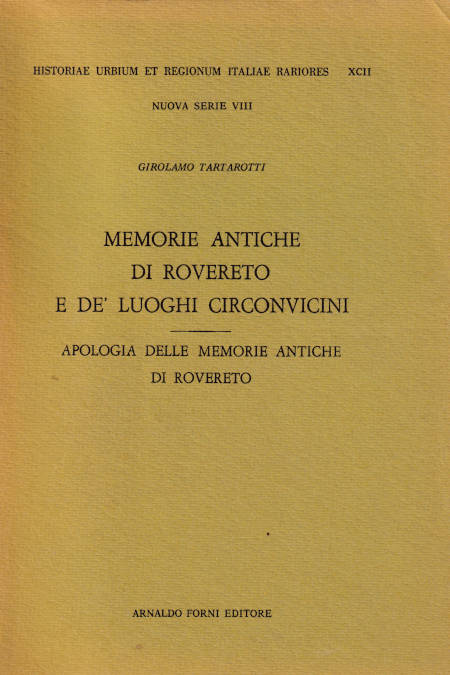 HISTORIAE URBIUM ET REGIONUM ITALIAE RARIORES XCII
NUOVA SERIE VIII
GIROLAMO TARTAROTTI
MEMORIE ANTICHE
DI ROVERETO
E DE' LUOGHI CIRCONVICINI
APOLOGIA DELLE MEMORIE ANTICHE
DI ROVERETO
ARNALDO FORNI EDITORE